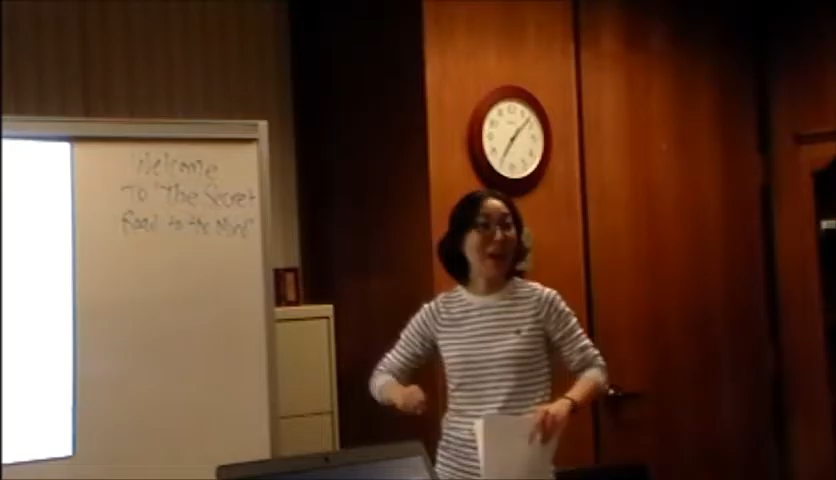 Welcome
To "The Secret
Road to the Mind"